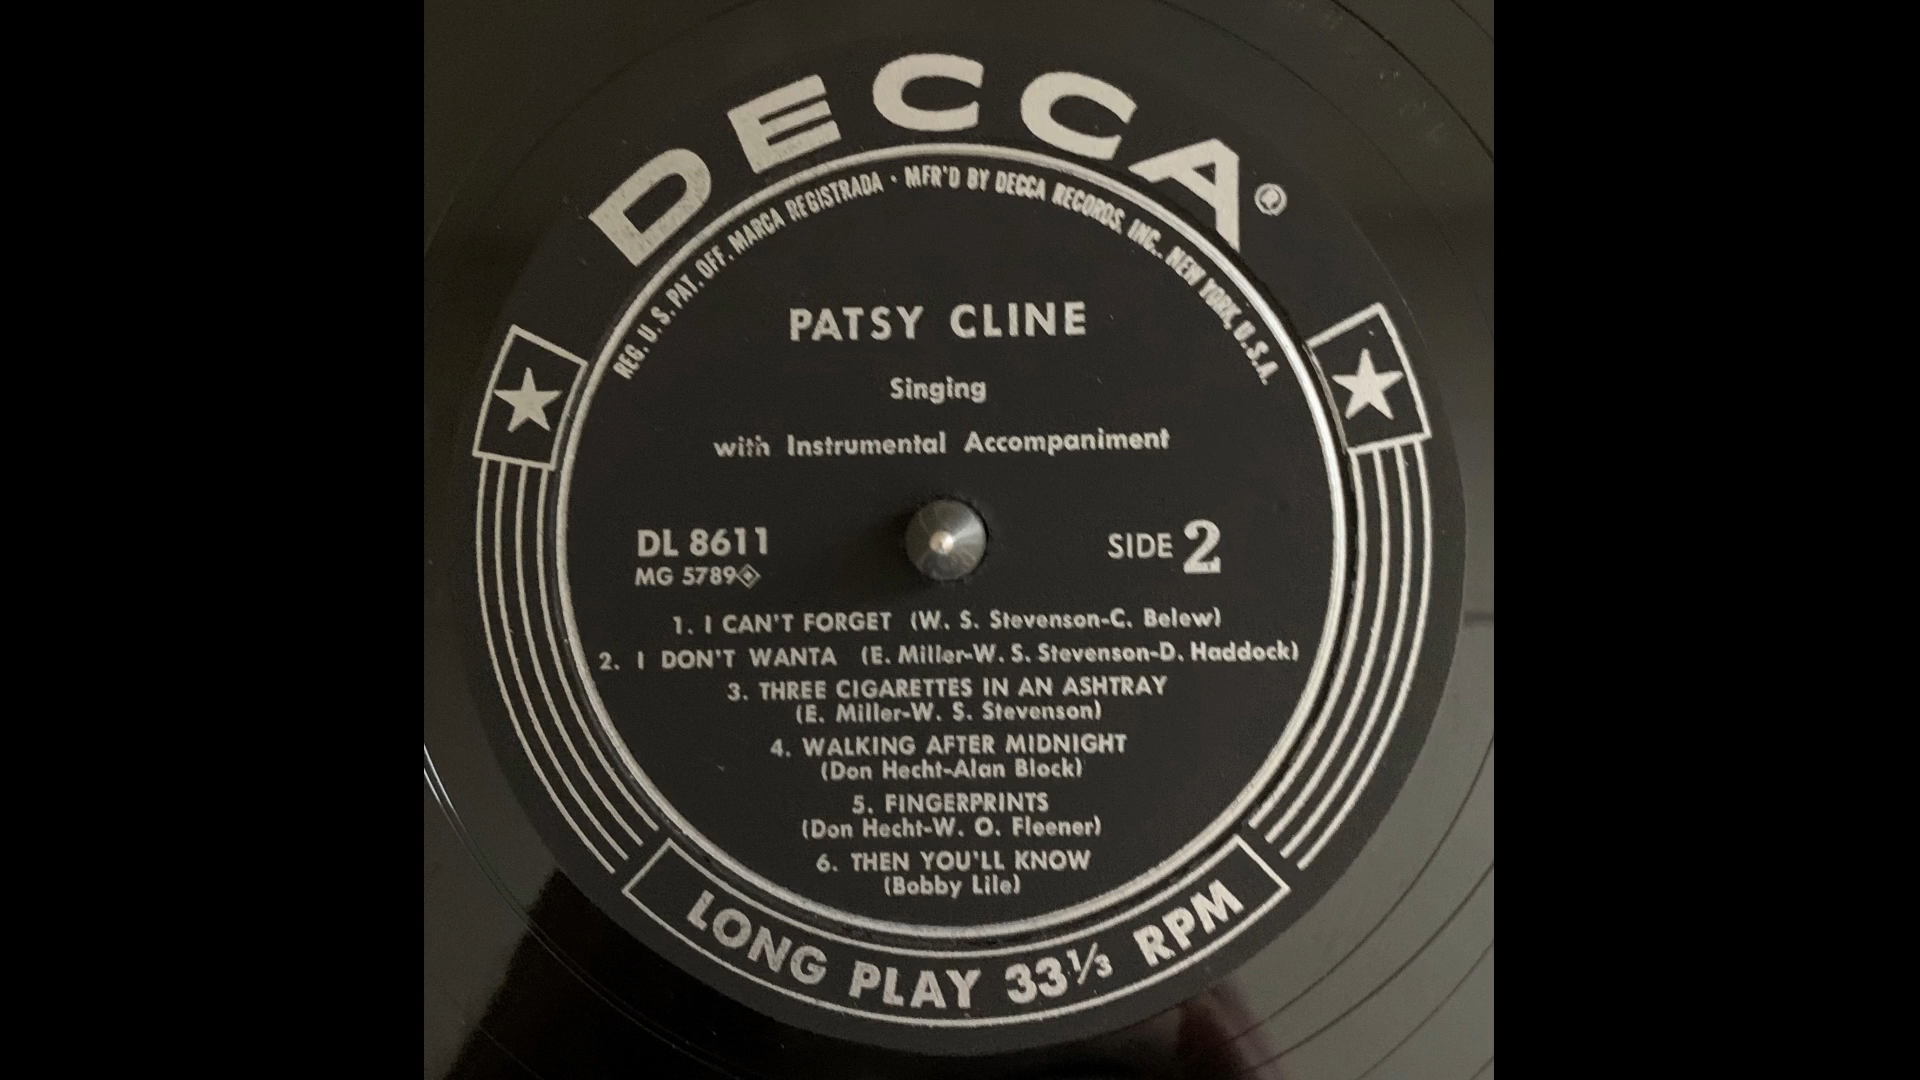 DECCA®
REG. U.S. PAT. OFF. MARCA REGISTRADA · MFR'D BY DECCA RECORDS, INC., NEW YORK, U.S.A.
PATSY CLINE
Singing
with Instrumental Accompaniment
DL 8611
MG 5789
SIDE 2
1. I CAN'T FORGET (W. S. Stevenson-C. Belew)
2. I DON'T WANTA (E. Miller-W. S. Stevenson-D. Haddock)
3. THREE CIGARETTES IN AN ASHTRAY
(E. Miller-W. S. Stevenson)
4. WALKING AFTER MIDNIGHT
(Don Hecht-Alan Block)
5. FINGERPRINTS
(Don Hecht-W. O. Fleener)
6. THEN YOU'LL KNOW
(Bobby Lile)
LONG PLAY 33⅓ RPM